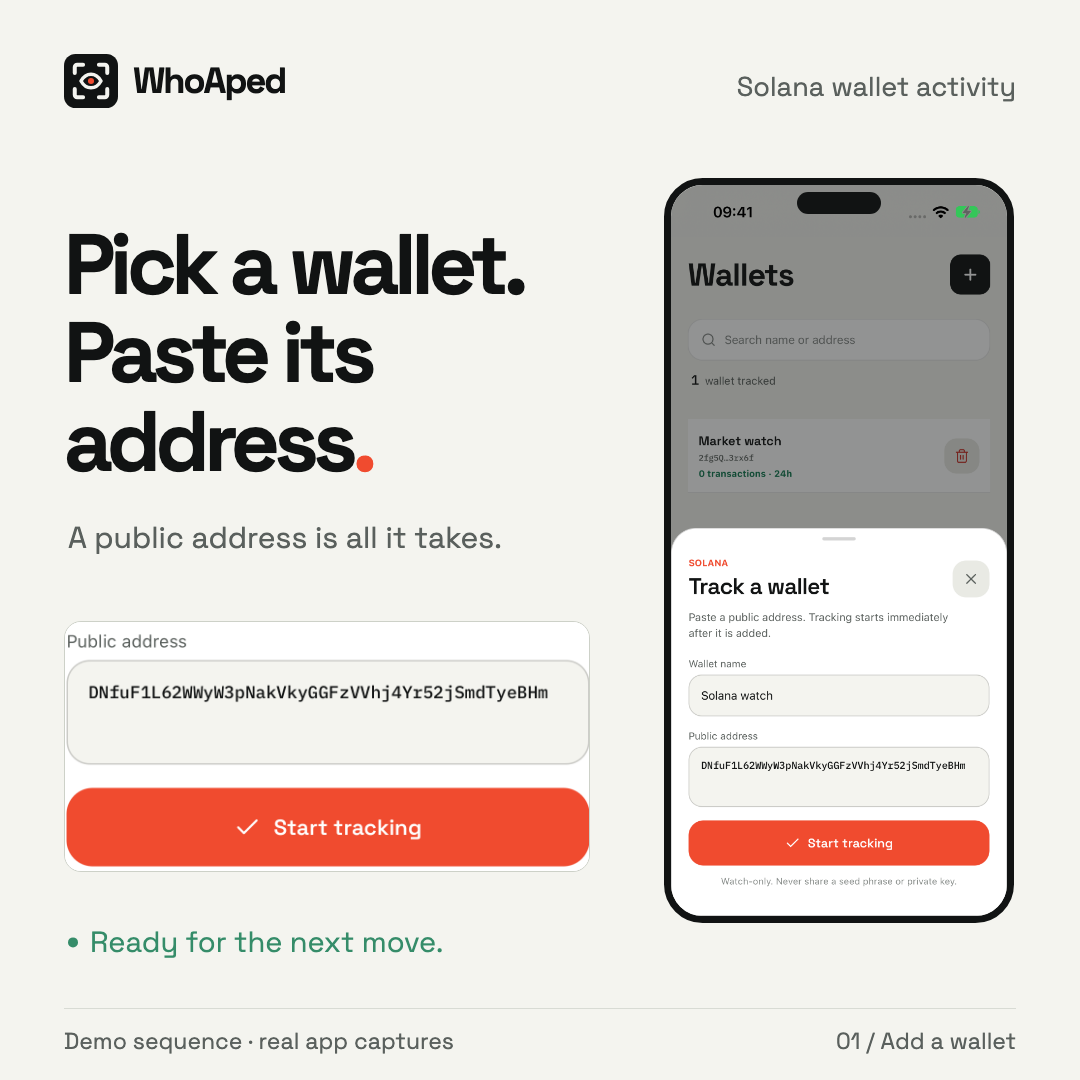 WhoAped
Solana wallet activity
Pick a wallet.
Paste its
address.
A public address is all it takes.
Public address
DNfuF1L62WWyW3pNakVkyGGFzVVhj4Yr52jSmdTyeBHm
Start tracking
• Ready for the next move.
09:41
Wallets
Search name or address
1 wallet tracked
Market watch
2fg5Q…3rx6f
0 transactions · 24h
SOLANA
Track a wallet
Paste a public address. Tracking starts immediately
after it is added.
Wallet name
Solana watch
Public address
DNfuF1L62WWyW3pNakVkyGGFzVVhj4Yr52jSmdTyeBHm
Start tracking
Watch-only. Never share a seed phrase or private key.
Demo sequence · real app captures
01 / Add a wallet